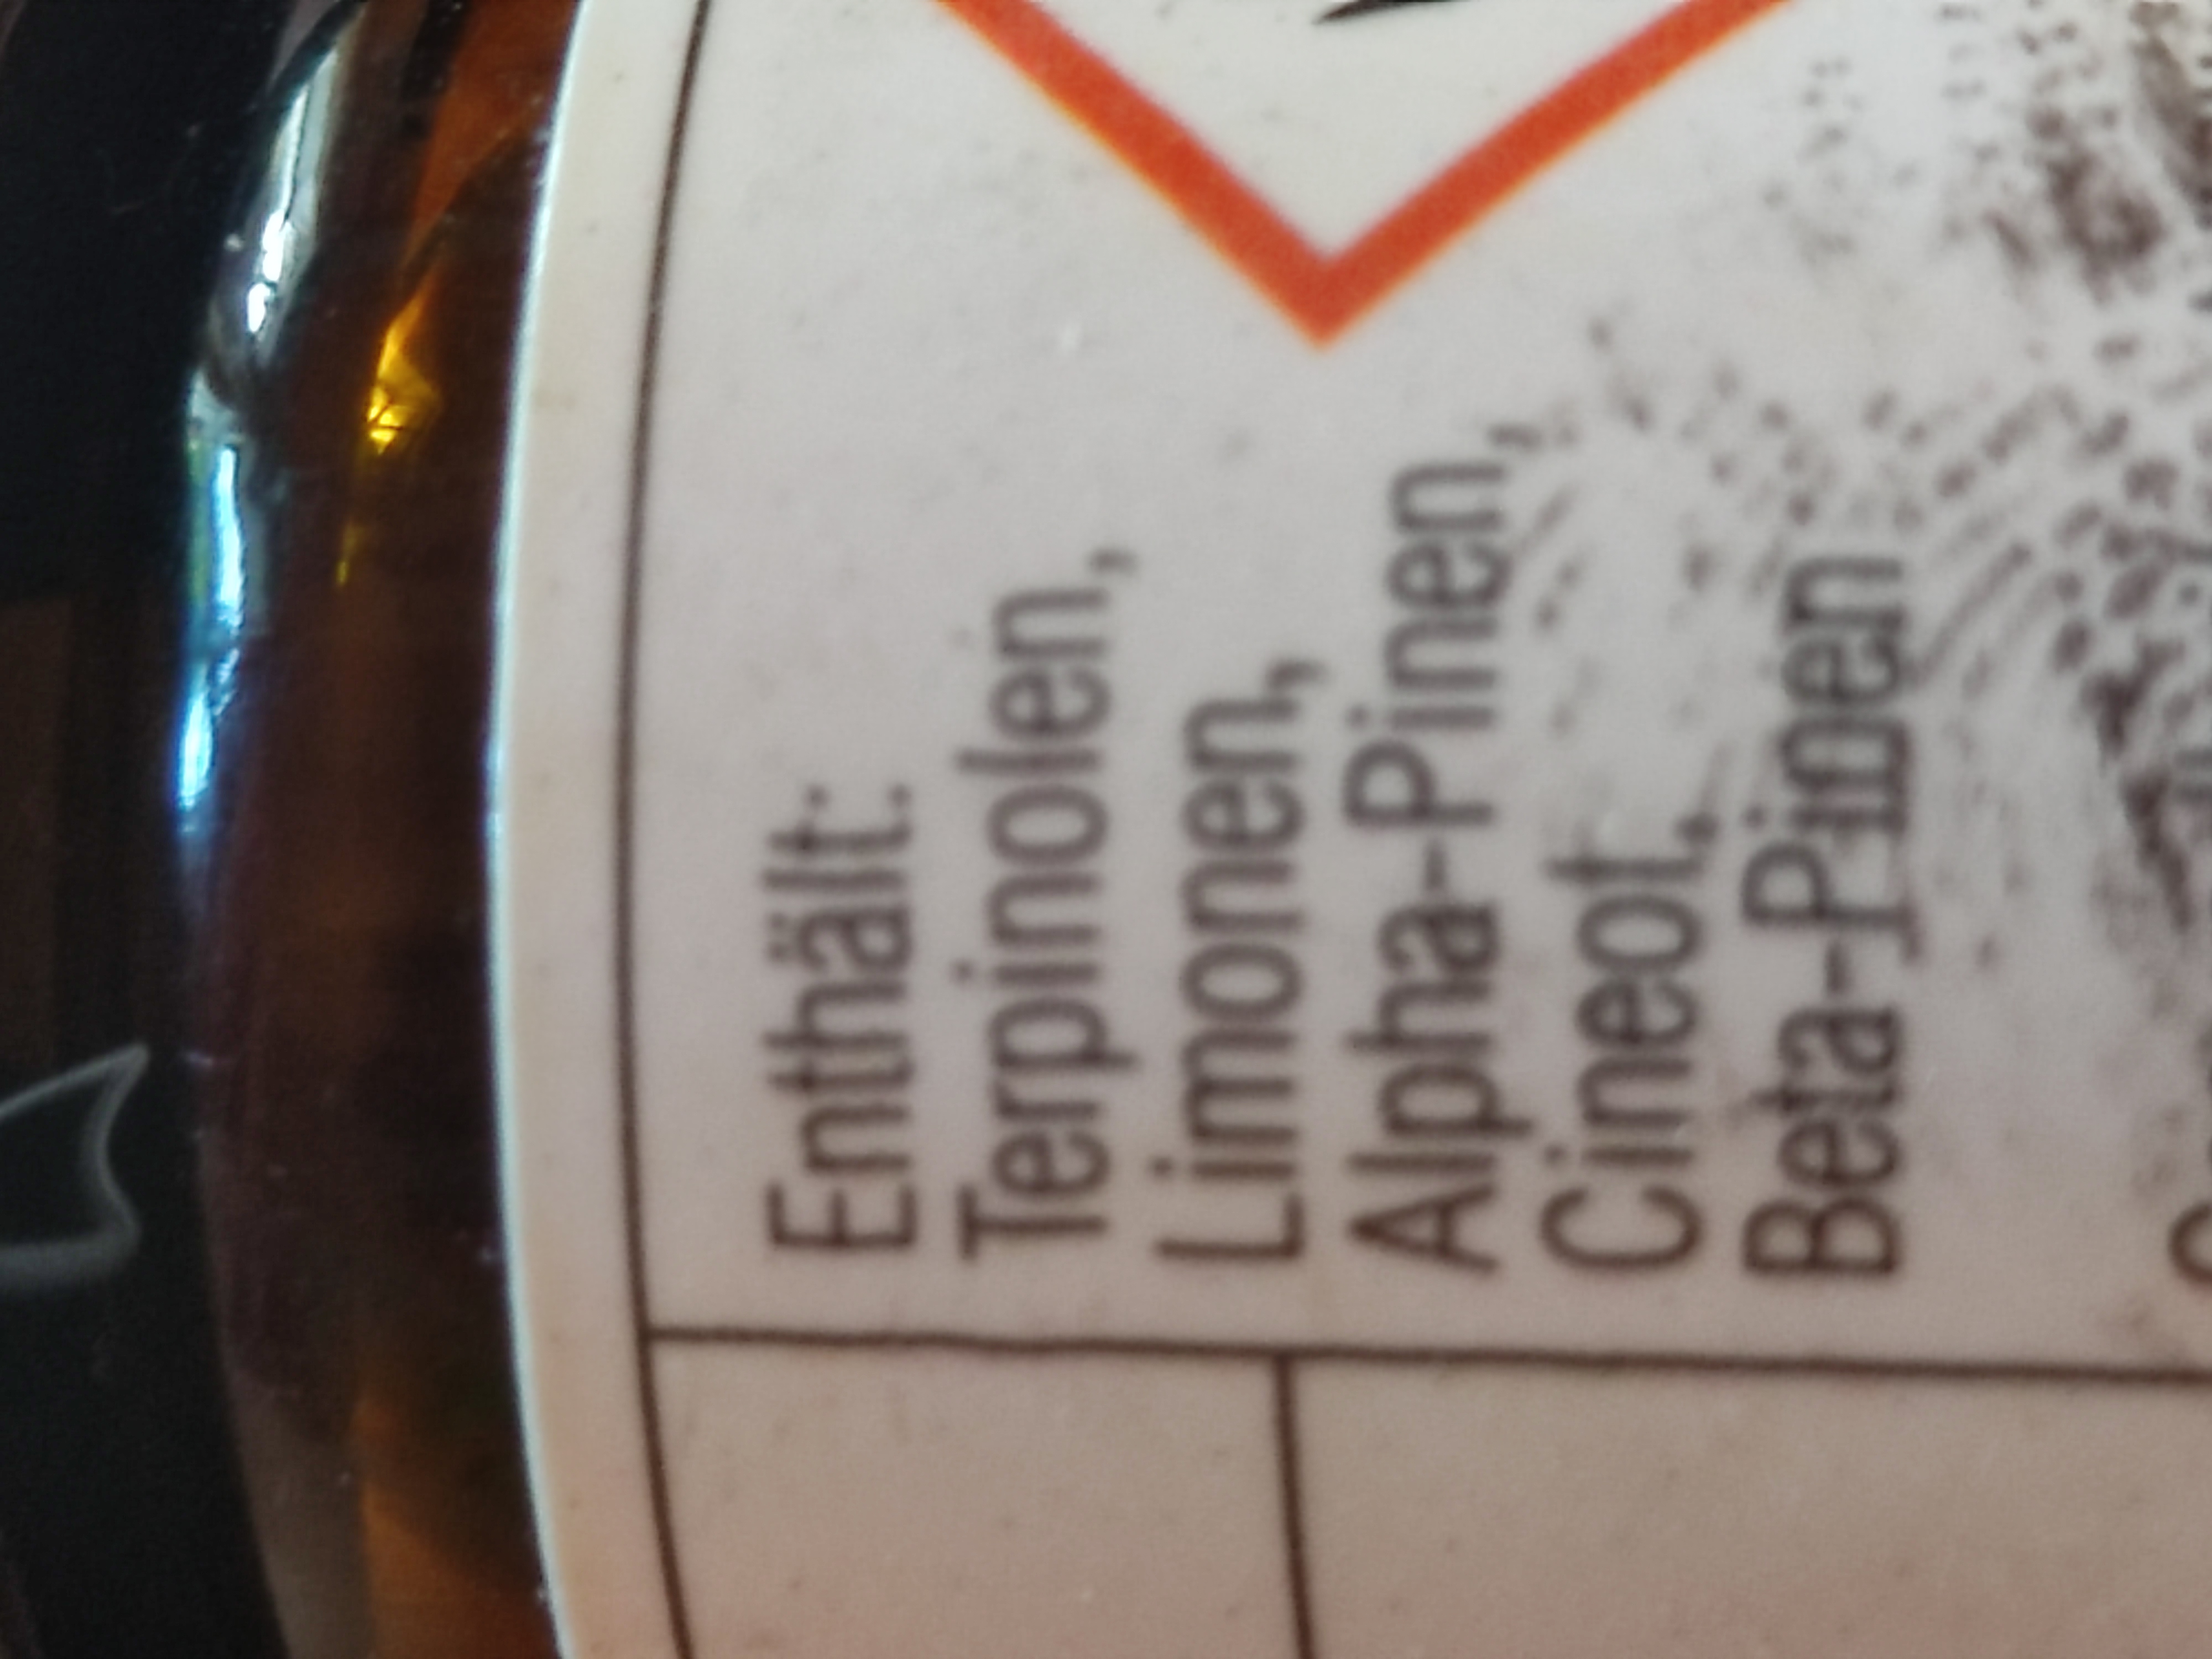 Enthält:
Terpinolen,
Limonen,
Alpha-Pinen,
Cineol,
Beta-Pinen